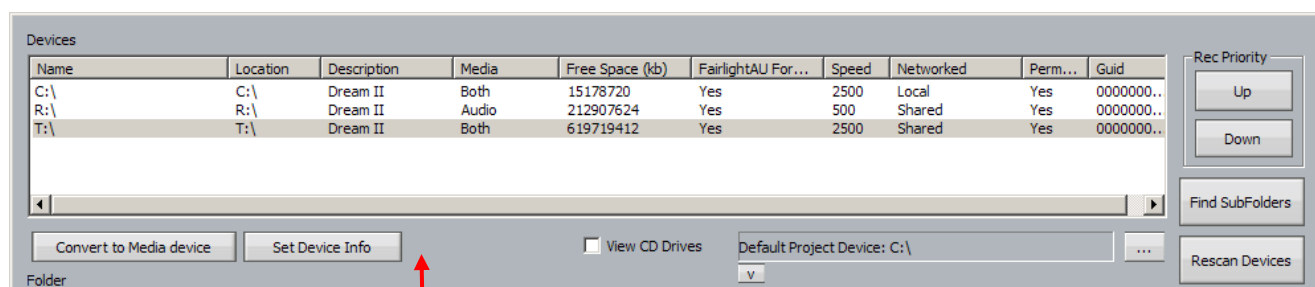 Devices
Name Location Description Media Free Space (kb) FairlightAU For... Speed Networked Perm... Guid
C:\ C:\ Dream II Both 15178720 Yes 2500 Local Yes 0000000...
R:\ R:\ Dream II Audio 212907624 Yes 500 Shared Yes 0000000...
T:\ T:\ Dream II Both 619719412 Yes 2500 Shared Yes 0000000...
Rec Priority
Up
Down
Find SubFolders
Convert to Media device Set Device Info View CD Drives Default Project Device: C:\ ...
v
Rescan Devices
Folder